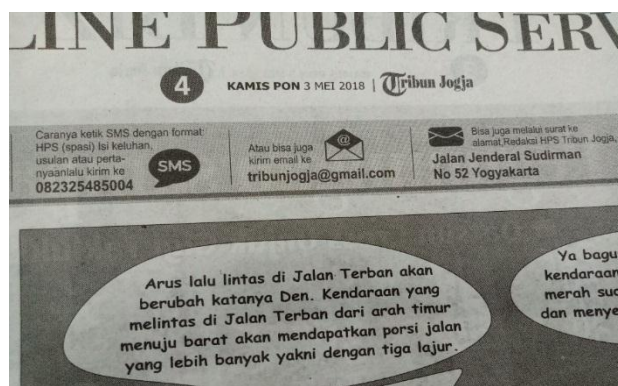 LINE PUBLIC SERV
4
KAMIS PON 3 MEI 2018 | Tribun Jogja
Caranya ketik SMS dengan format
HPS (spasi) Isi keluhan,
usulan atau perta-
nyaanlalu kirim ke
082325485004
SMS
Atau bisa juga
kirim email ke
@
tribunjogja@gmail.com
Bisa juga melalui surat ke
alamat,Redaksi HPS Tribun Jogja,
Jalan Jenderal Sudirman
No 52 Yogyakarta
Arus lalu lintas di Jalan Terban akan
berubah katanya Den. Kendaraan yang
melintas di Jalan Terban dari arah timur
menuju barat akan mendapatkan porsi jalan
yang lebih banyak yakni dengan tiga lajur.
Ya bagu
kendaraan
merah
dan menye